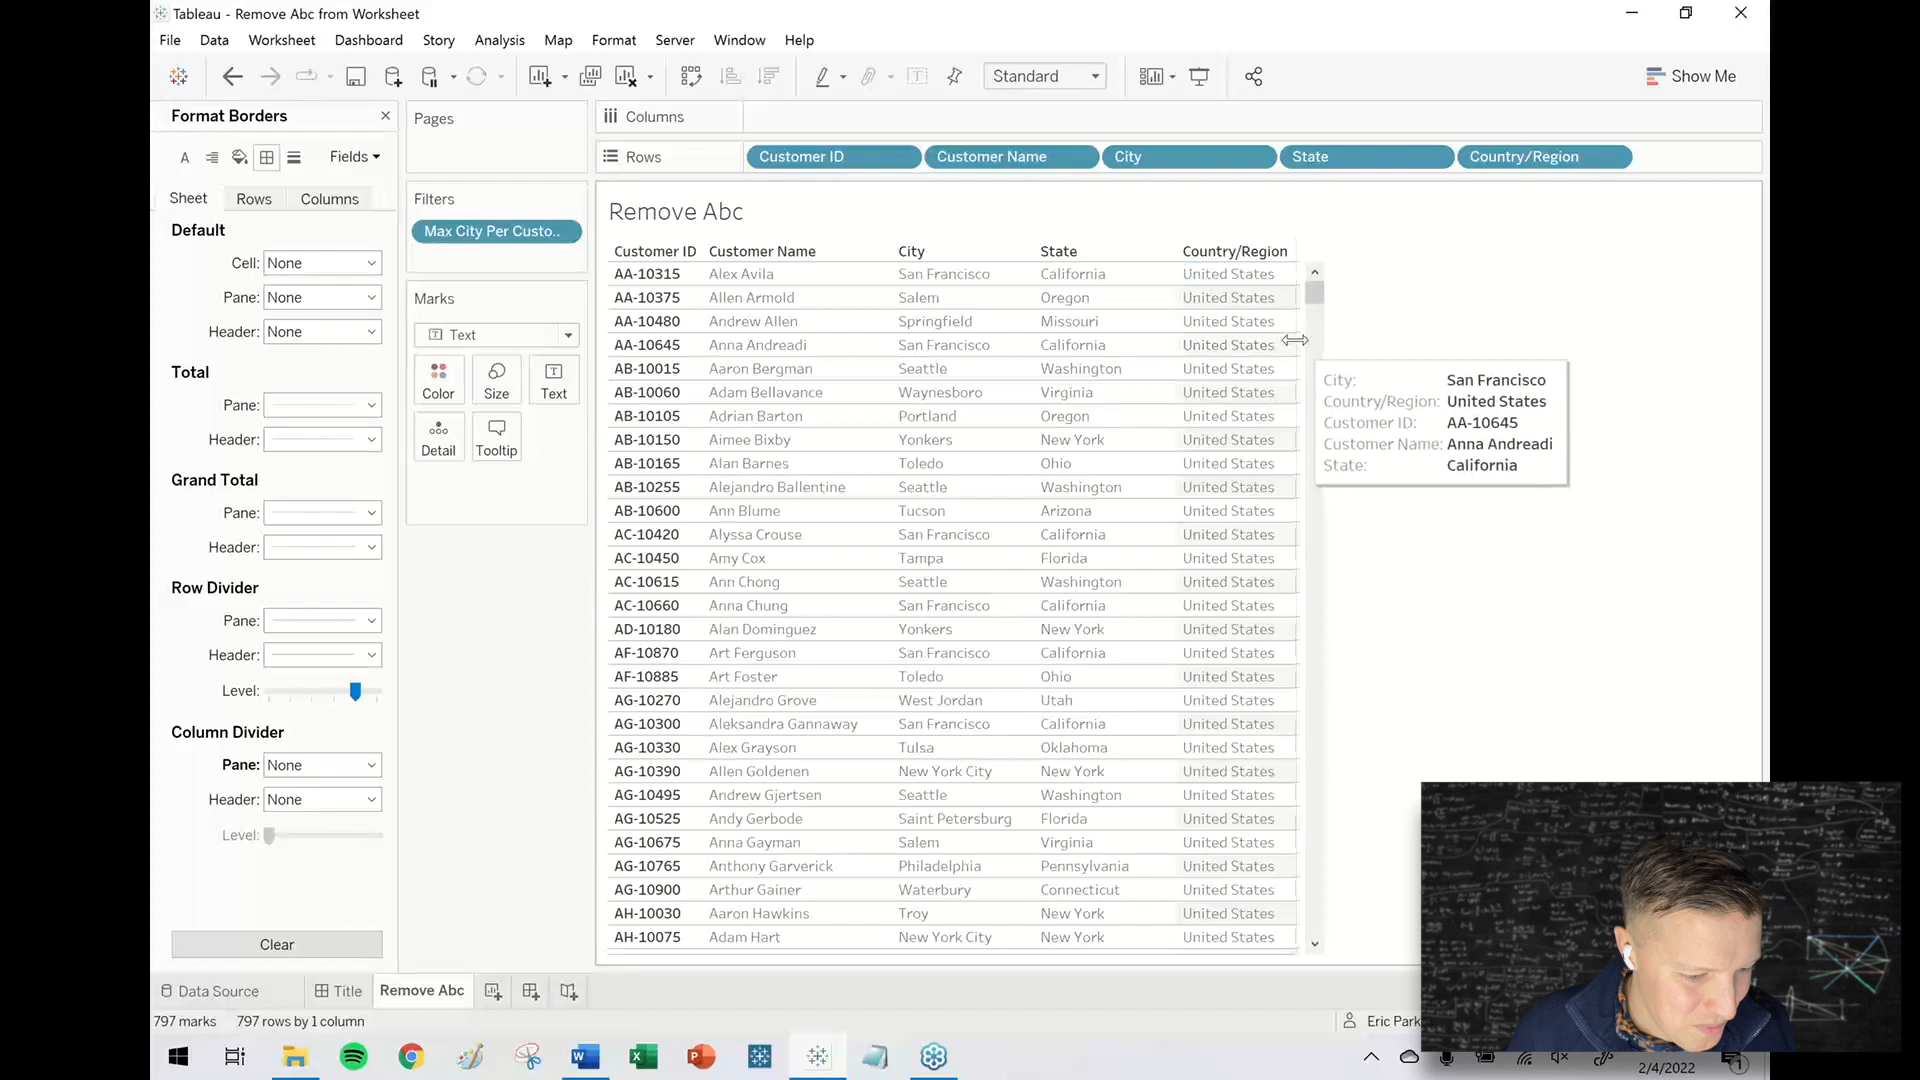 Tableau - Remove Abc from Worksheet
File Data Worksheet Dashboard Story Analysis Map Format Server Window Help
Standard
Show Me
Format Borders
Fields
Sheet Rows Columns
Default
Cell: None
Pane: None
Header: None
Total
Pane:
Header:
Grand Total
Pane:
Header:
Row Divider
Pane:
Header:
Level:
Column Divider
Pane: None
Header: None
Level:
Clear
Pages
Filters
Max City Per Custo..
Marks
Text
Color Size Text
Detail Tooltip
Columns
Rows Customer ID Customer Name City State Country/Region
Remove Abc
Customer ID Customer Name City State Country/Region
AA-10315 Alex Avila San Francisco California United States
AA-10375 Allen Armold Salem Oregon United States
AA-10480 Andrew Allen Springfield Missouri United States
AA-10645 Anna Andreadi San Francisco California United States
AB-10015 Aaron Bergman Seattle Washington United States
AB-10060 Adam Bellavance Waynesboro Virginia United States
AB-10105 Adrian Barton Portland Oregon United States
AB-10150 Aimee Bixby Yonkers New York United States
AB-10165 Alan Barnes Toledo Ohio United States
AB-10255 Alejandro Ballentine Seattle Washington United States
AB-10600 Ann Blume Tucson Arizona United States
AC-10420 Alyssa Crouse San Francisco California United States
AC-10450 Amy Cox Tampa Florida United States
AC-10615 Ann Chong Seattle Washington United States
AC-10660 Anna Chung San Francisco California United States
AD-10180 Alan Dominguez Yonkers New York United States
AF-10870 Art Ferguson San Francisco California United States
AF-10885 Art Foster Toledo Ohio United States
AG-10270 Alejandro Grove West Jordan Utah United States
AG-10300 Aleksandra Gannaway San Francisco California United States
AG-10330 Alex Grayson Tulsa Oklahoma United States
AG-10390 Allen Goldenen New York City New York United States
AG-10495 Andrew Gjertsen Seattle Washington United States
AG-10525 Andy Gerbode Saint Petersburg Florida United States
AG-10675 Anna Gayman Salem Virginia United States
AG-10765 Anthony Garverick Philadelphia Pennsylvania United States
AG-10900 Arthur Gainer Waterbury Connecticut United States
AH-10030 Aaron Hawkins Troy New York United States
AH-10075 Adam Hart New York City New York United States
City: San Francisco
Country/Region: United States
Customer ID: AA-10645
Customer Name: Anna Andreadi
State: California
Data Source Title Remove Abc
797 marks 797 rows by 1 column
Eric Park
2/4/2022